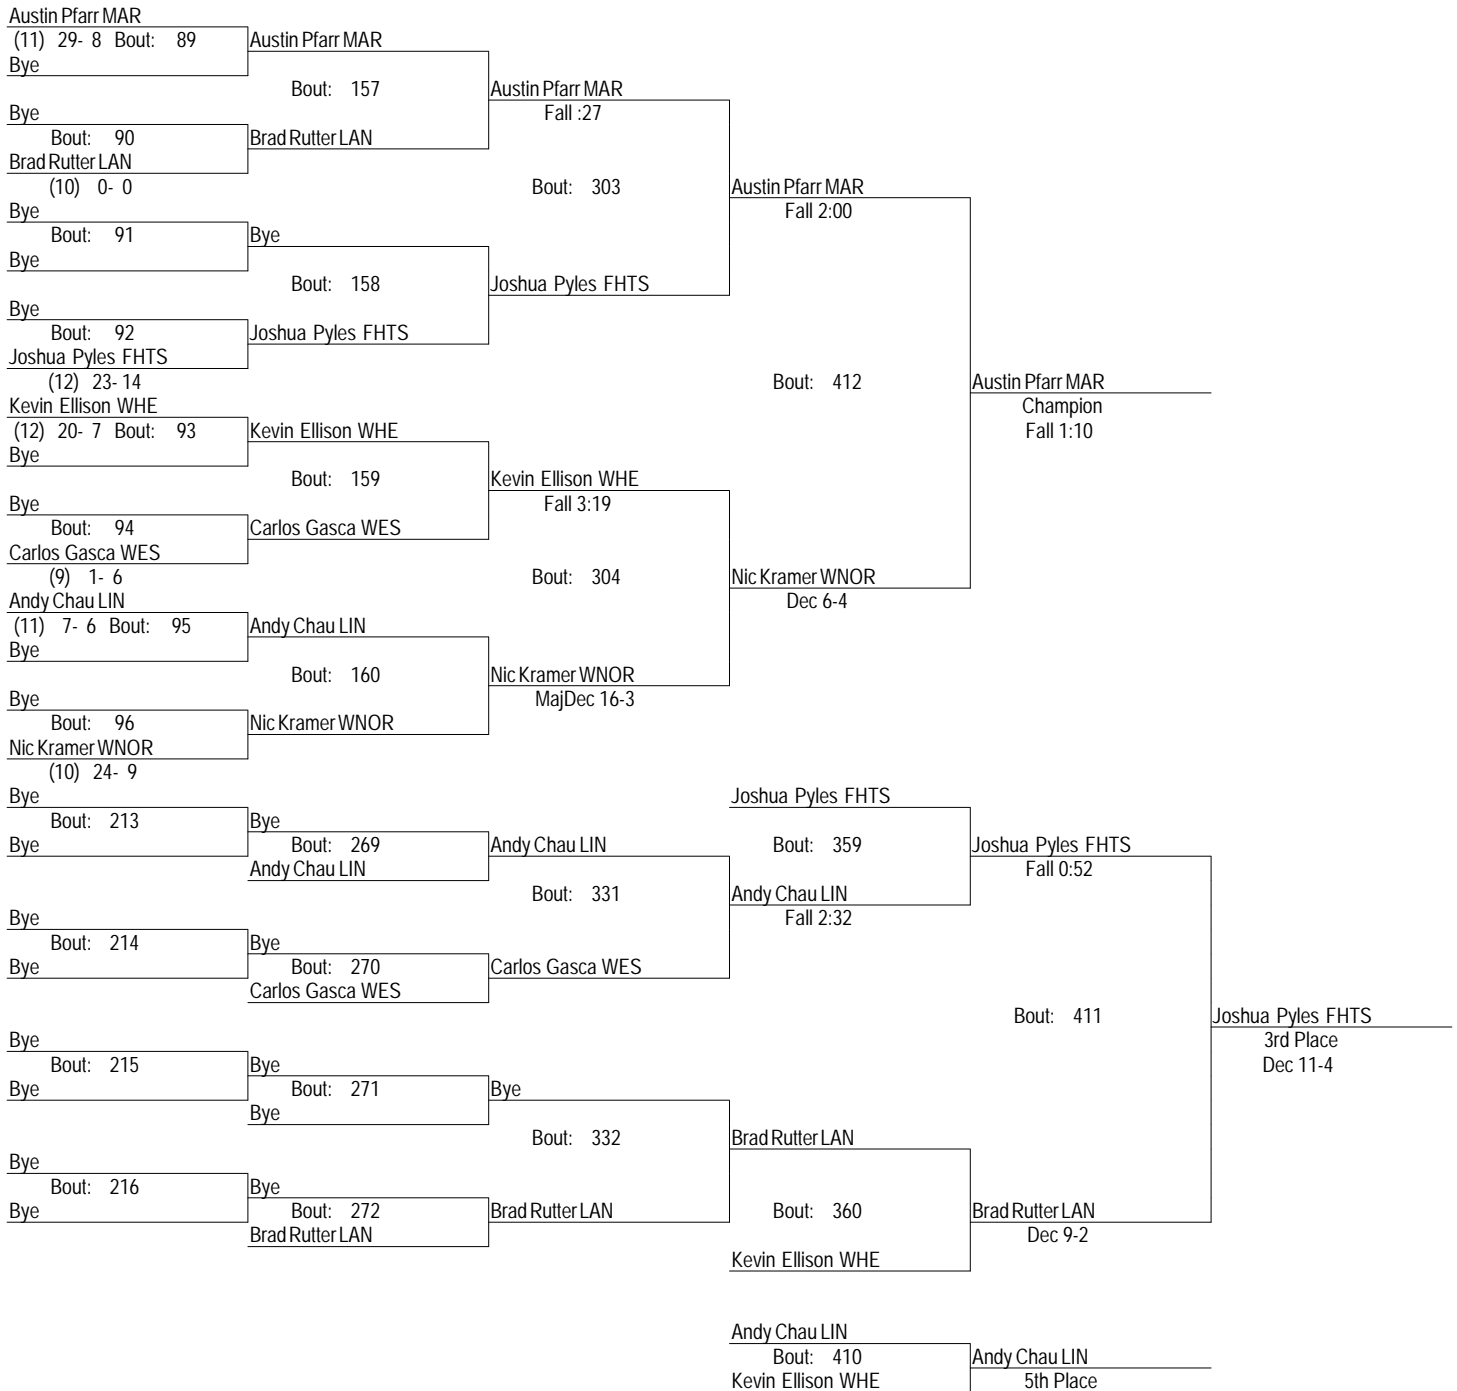 Austin Pfarr MAR
(11) 29- 8 Bout: 89 Austin Pfarr MAR
Bye
Bout: 157 Austin Pfarr MAR
Bye Fall :27
Bout: 90 Brad Rutter LAN
Brad Rutter LAN
(10) 0- 0 Bout: 303 Austin Pfarr MAR
Bye Fall 2:00
Bout: 91 Bye
Bye
Bout: 158 Joshua Pyles FHTS
Bye
Bout: 92 Joshua Pyles FHTS
Joshua Pyles FHTS
(12) 23- 14 Bout: 412 Austin Pfarr MAR
Kevin Ellison WHE Champion
(12) 20- 7 Bout: 93 Kevin Ellison WHE Fall 1:10
Bye
Bout: 159 Kevin Ellison WHE
Bye Fall 3:19
Bout: 94 Carlos Gasca WES
Carlos Gasca WES
(9) 1- 6 Bout: 304 Nic Kramer WNOR
Andy Chau LIN Dec 6-4
(11) 7- 6 Bout: 95 Andy Chau LIN
Bye
Bout: 160 Nic Kramer WNOR
Bye MajDec 16-3
Bout: 96 Nic Kramer WNOR
Nic Kramer WNOR
(10) 24- 9
Bye Joshua Pyles FHTS
Bout: 213 Bye
Bye Bout: 269 Andy Chau LIN Bout: 359 Joshua Pyles FHTS
Andy Chau LIN Fall 0:52
Bout: 331 Andy Chau LIN
Bye Fall 2:32
Bout: 214 Bye
Bye Bout: 270 Carlos Gasca WES
Carlos Gasca WES
Bout: 411 Joshua Pyles FHTS
Bye 3rd Place
Bout: 215 Bye Dec 11-4
Bye Bout: 271 Bye
Bye
Bout: 332 Brad Rutter LAN
Bye
Bout: 216 Bye
Bye Bout: 272 Brad Rutter LAN Bout: 360 Brad Rutter LAN
Brad Rutter LAN Dec 9-2
Kevin Ellison WHE
Andy Chau LIN
Bout: 410 Andy Chau LIN
Kevin Ellison WHE 5th Place